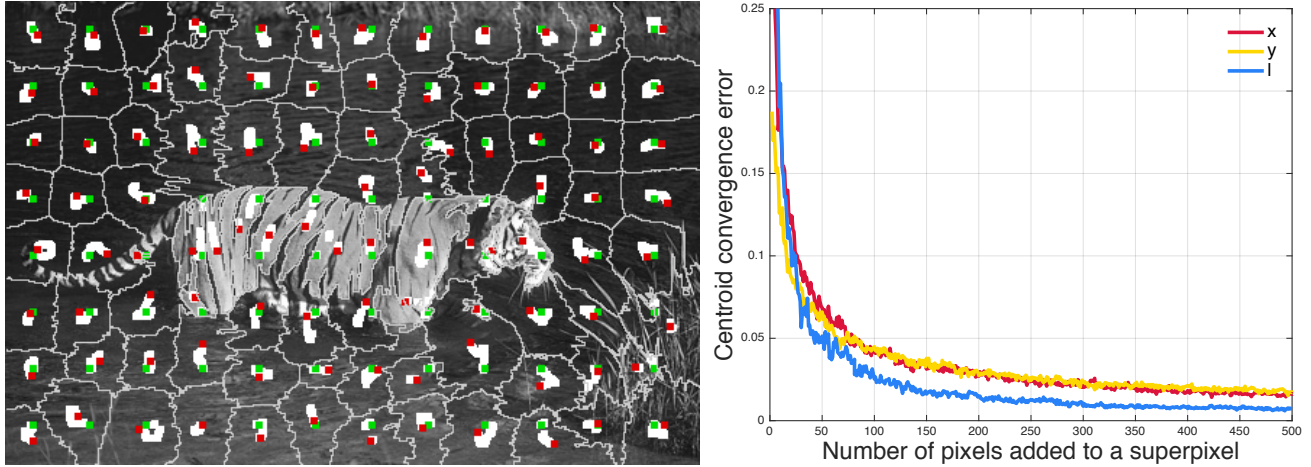 0.25
0.2
0.15
0.1
0.05
0
0 50 100 150 200 250 300 350 400 450 500
Centroid convergence error
Number of pixels added to a superpixel
x
y
l